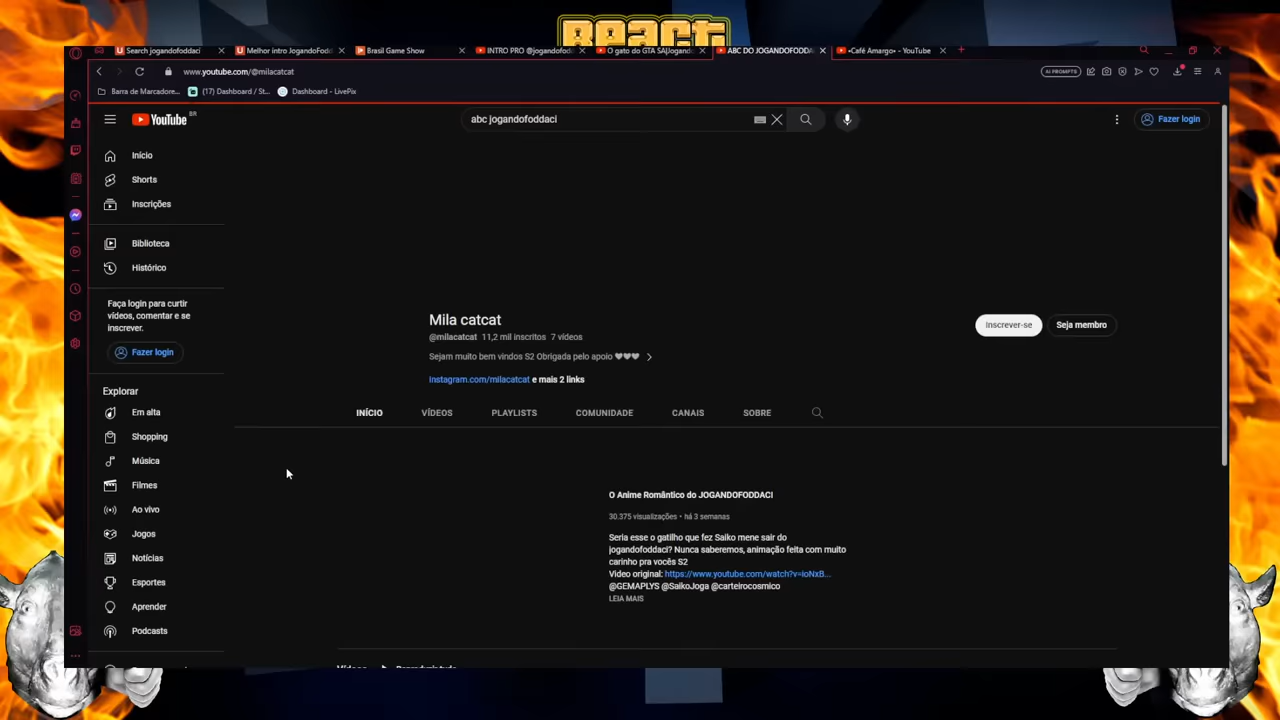 React
Search jogandofoddaci
Melhor intro JogandoFodd
Brasil Game Show
INTRO PRO @jogandofod
O gato do GTA SA|Jogand
ABC DO JOGANDOFODDA
•Café Amargo• - YouTube
www.youtube.com/@milacatcat
AI PROMPTS
Barra de Marcadore...
(17) Dashboard / St...
Dashboard - LivePix
YouTube BR
abc jogandofoddaci
Fazer login
Início
Shorts
Inscrições
Biblioteca
Histórico
Faça login para curtir
vídeos, comentar e se
inscrever.
Fazer login
Explorar
Em alta
Shopping
Música
Filmes
Ao vivo
Jogos
Notícias
Esportes
Aprender
Podcasts
Mila catcat
@milacatcat 11,2 mil inscritos 7 vídeos
Sejam muito bem vindos S2 Obrigada pelo apoio ♥♥♥
Instagram.com/milacatcat e mais 2 links
Inscrever-se
Seja membro
INÍCIO VÍDEOS PLAYLISTS COMUNIDADE CANAIS SOBRE
O Anime Romântico do JOGANDOFODDACI
30.375 visualizações • há 3 semanas
Seria esse o gatilho que fez Saiko mene sair do
jogandofoddaci? Nunca saberemos, animação feita com muito
carinho pra vocês S2
Video original: https://www.youtube.com/watch?v=ioNxB...
@GEMAPLYS @SaikoJoga @carteirocosmico
LEIA MAIS
Vídeos